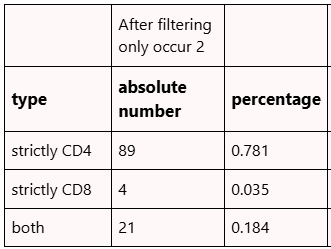 After filtering
only occur 2
type
absolute
number
percentage
strictly CD4 89 0.781
strictly CD8 4 0.035
both 21 0.184